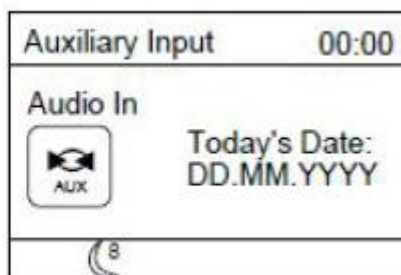 Auxiliary Input 00:00
Audio In
AUX
Today's Date:
DD.MM.YYYY
8